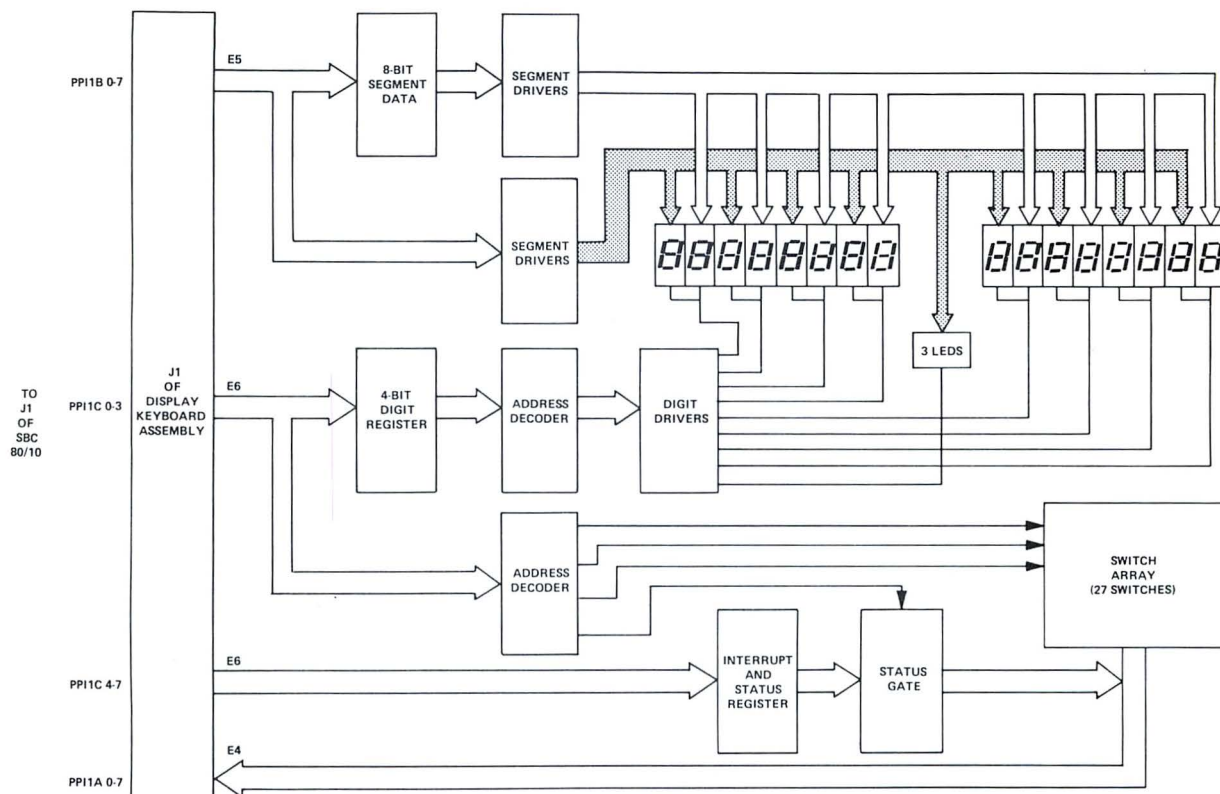 E5
PPI1B 0-7
8-BIT
SEGMENT
DATA
SEGMENT
DRIVERS
SEGMENT
DRIVERS
3 LEDS
TO
J1
OF
SBC
80/10
PPI1C 0-3
J1
OF
DISPLAY
KEYBOARD
ASSEMBLY
E6
4-BIT
DIGIT
REGISTER
ADDRESS
DECODER
DIGIT
DRIVERS
ADDRESS
DECODER
SWITCH
ARRAY
(27 SWITCHES)
PPI1C 4-7
E6
INTERRUPT
AND
STATUS
REGISTER
STATUS
GATE
E4
PPI1A 0-7